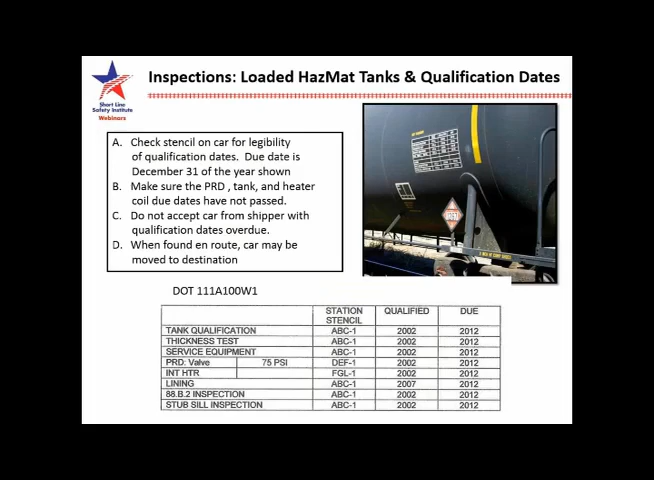 Inspections: Loaded HazMat Tanks & Qualification Dates
Short Line
Safety Institute
Webinars
A. Check stencil on car for legibility
of qualification dates. Due date is
December 31 of the year shown
B. Make sure the PRD , tank, and heater
coil due dates have not passed.
C. Do not accept car from shipper with
qualification dates overdue.
D. When found en route, car may be
moved to destination
DOT 111A100W1
STATION STENCIL QUALIFIED DUE
TANK QUALIFICATION ABC-1 2002 2012
THICKNESS TEST ABC-1 2002 2012
SERVICE EQUIPMENT ABC-1 2002 2012
PRD: Valve 75 PSI DEF-1 2002 2012
INT HTR FGL-1 2002 2012
LINING ABC-1 2007 2012
88.B.2 INSPECTION ABC-1 2002 2012
STUB SILL INSPECTION ABC-1 2002 2012